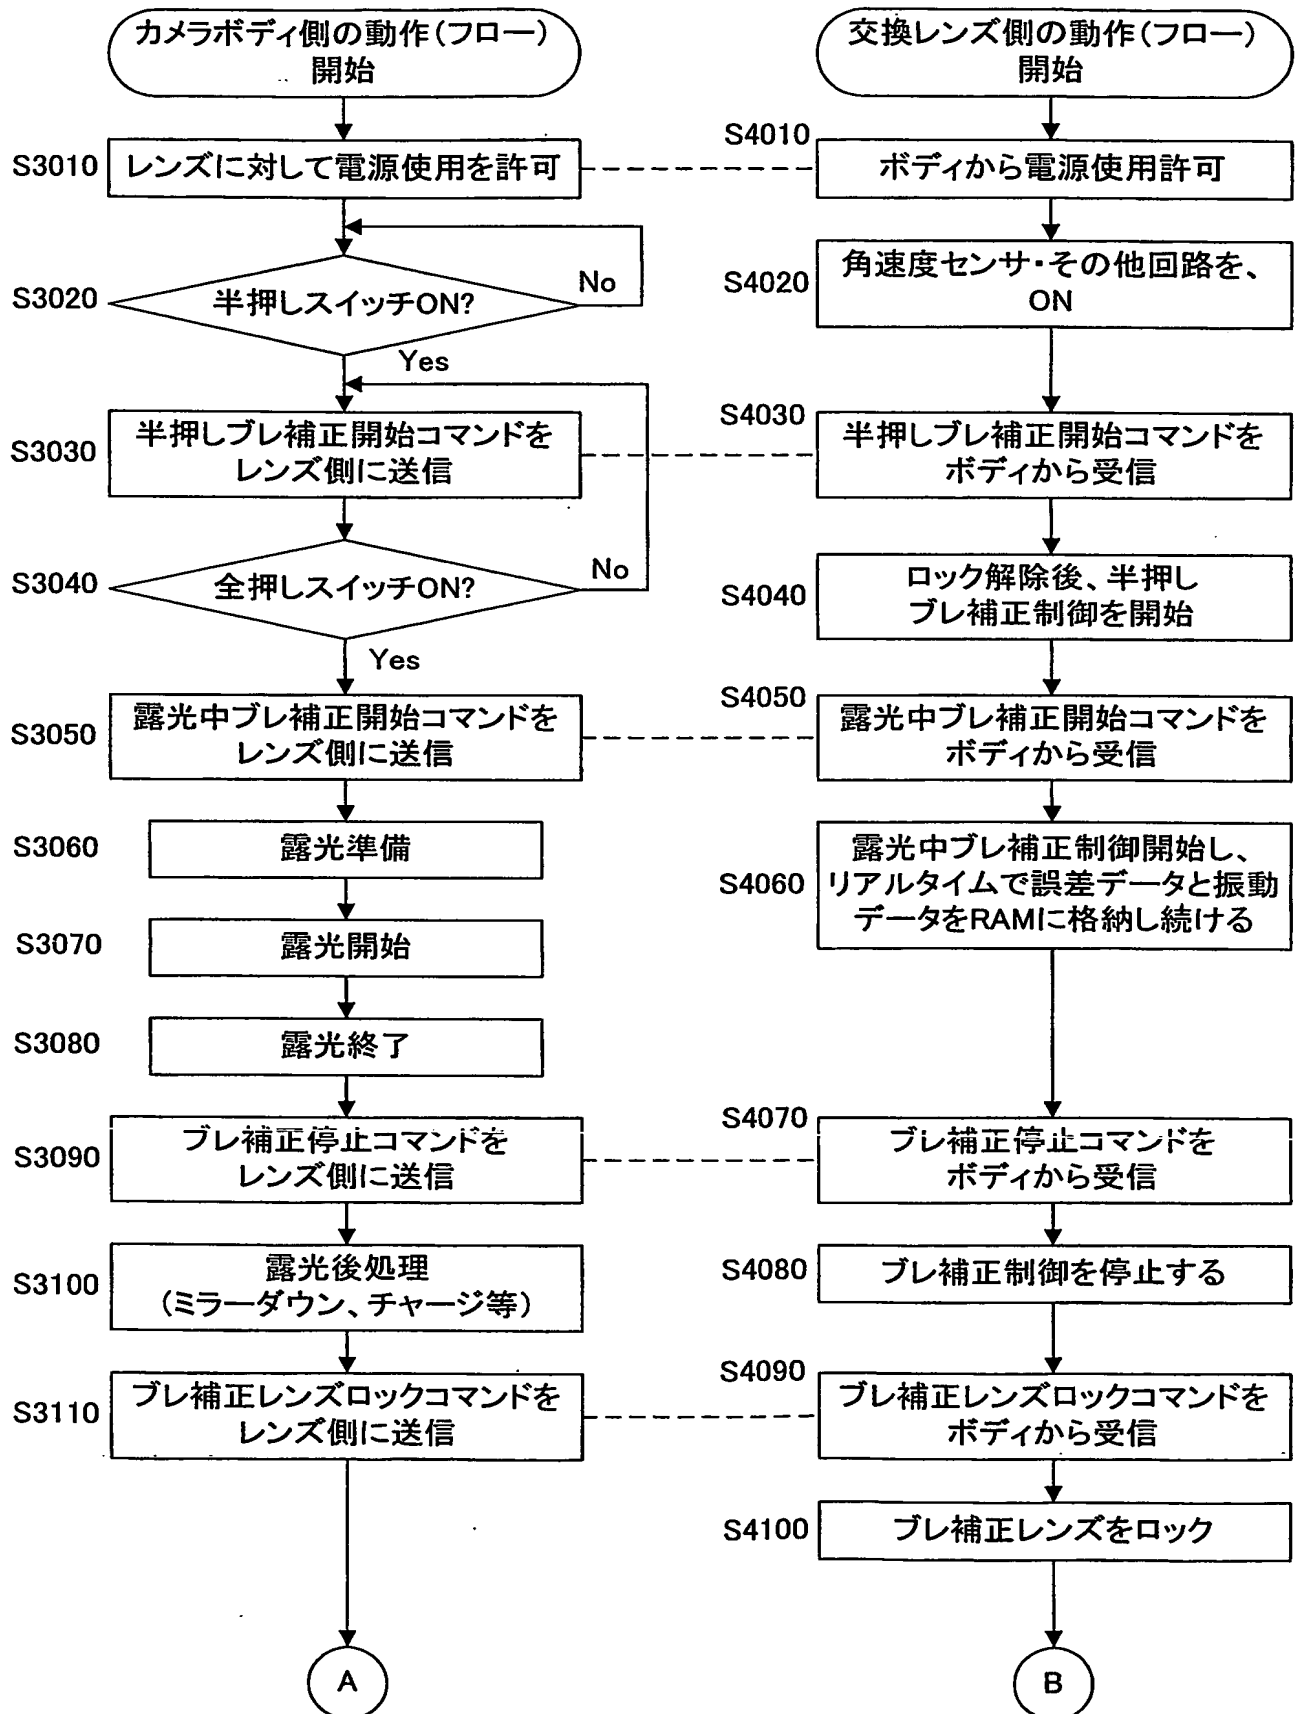 カメラボディ側の動作(フロー)
開始
S3010
レンズに対して電源使用を許可
S3020
半押しスイッチON?
No
Yes
S3030
半押しブレ補正開始コマンドを
レンズ側に送信
S3040
全押しスイッチON?
No
Yes
S3050
露光中ブレ補正開始コマンドを
レンズ側に送信
S3060
露光準備
S3070
露光開始
S3080
露光終了
S3090
ブレ補正停止コマンドを
レンズ側に送信
S3100
露光後処理
(ミラーダウン、チャージ等)
S3110
ブレ補正レンズロックコマンドを
レンズ側に送信
A
交換レンズ側の動作(フロー)
開始
S4010
ボディから電源使用許可
S4020
角速度センサ・その他回路を、
ON
S4030
半押しブレ補正開始コマンドを
ボディから受信
S4040
ロック解除後、半押し
ブレ補正制御を開始
S4050
露光中ブレ補正開始コマンドを
ボディから受信
S4060
露光中ブレ補正制御開始し、
リアルタイムで誤差データと振動
データをRAMに格納し続ける
S4070
ブレ補正停止コマンドを
ボディから受信
S4080
ブレ補正制御を停止する
S4090
ブレ補正レンズロックコマンドを
ボディから受信
S4100
ブレ補正レンズをロック
B